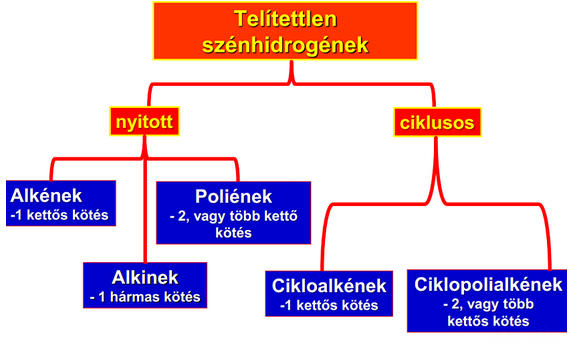 Telítettlen
szénhidrogének
nyitott
ciklusos
Alkének
-1 kettős kötés
Poliének
- 2, vagy több kettő
kötés
Alkinek
- 1 hármas kötés
Cikloalkének
-1 kettős kötés
Ciklopolialkének
- 2, vagy több
kettős kötés